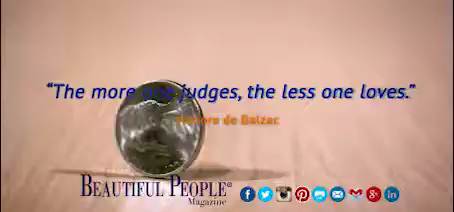 “The more one judges, the less one loves.”
Honore de Balzac
BEAUTIFUL PEOPLE®
Magazine